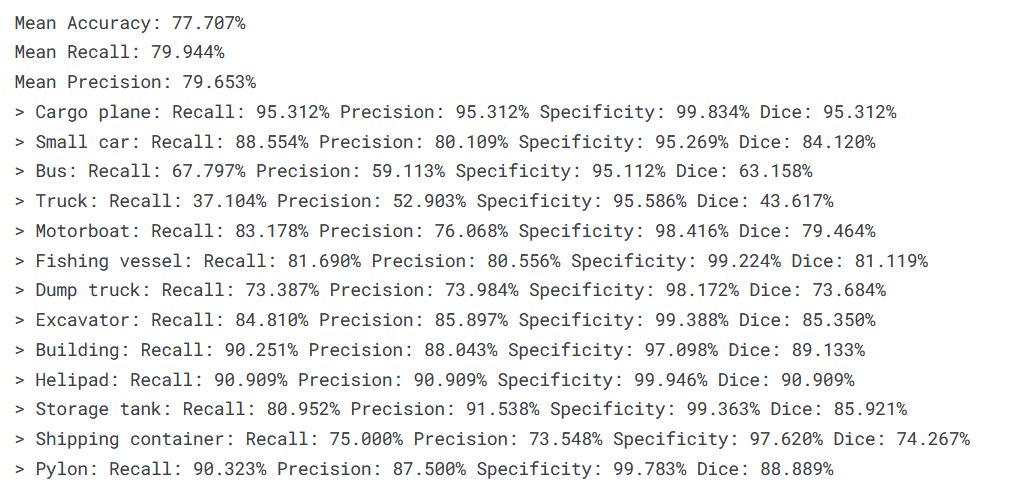 Mean Accuracy: 77.707%
Mean Recall: 79.944%
Mean Precision: 79.653%
> Cargo plane: Recall: 95.312% Precision: 95.312% Specificity: 99.834% Dice: 95.312%
> Small car: Recall: 88.554% Precision: 80.109% Specificity: 95.269% Dice: 84.120%
> Bus: Recall: 67.797% Precision: 59.113% Specificity: 95.112% Dice: 63.158%
> Truck: Recall: 37.104% Precision: 52.903% Specificity: 95.586% Dice: 43.617%
> Motorboat: Recall: 83.178% Precision: 76.068% Specificity: 98.416% Dice: 79.464%
> Fishing vessel: Recall: 81.690% Precision: 80.556% Specificity: 99.224% Dice: 81.119%
> Dump truck: Recall: 73.387% Precision: 73.984% Specificity: 98.172% Dice: 73.684%
> Excavator: Recall: 84.810% Precision: 85.897% Specificity: 99.388% Dice: 85.350%
> Building: Recall: 90.251% Precision: 88.043% Specificity: 97.098% Dice: 89.133%
> Helipad: Recall: 90.909% Precision: 90.909% Specificity: 99.946% Dice: 90.909%
> Storage tank: Recall: 80.952% Precision: 91.538% Specificity: 99.363% Dice: 85.921%
> Shipping container: Recall: 75.000% Precision: 73.548% Specificity: 97.620% Dice: 74.267%
> Pylon: Recall: 90.323% Precision: 87.500% Specificity: 99.783% Dice: 88.889%